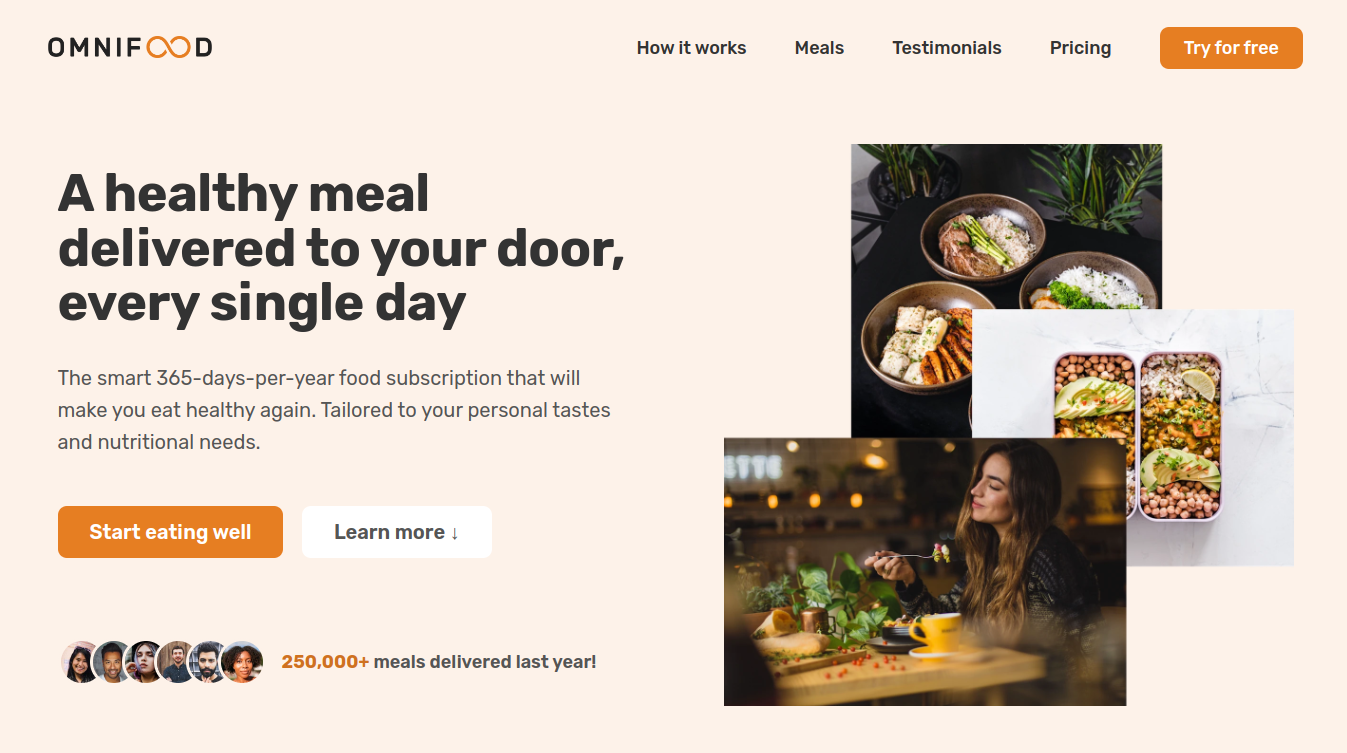 OMNIFOOD
How it works Meals Testimonials Pricing Try for free
A healthy meal
delivered to your door,
every single day
The smart 365-days-per-year food subscription that will
make you eat healthy again. Tailored to your personal tastes
and nutritional needs.
Start eating well Learn more ↓
250,000+ meals delivered last year!